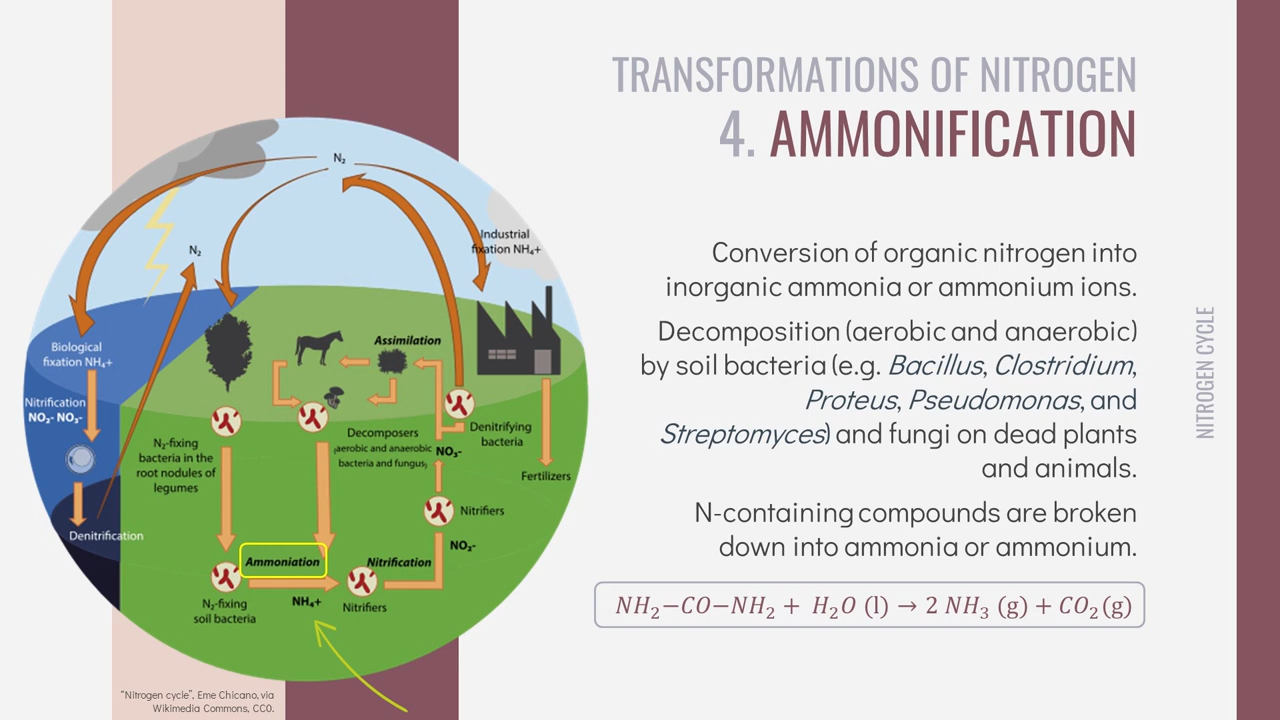 TRANSFORMATIONS OF NITROGEN
4. AMMONIFICATION
Conversion of organic nitrogen into
inorganic ammonia or ammonium ions.
Decomposition (aerobic and anaerobic)
by soil bacteria (e.g. Bacillus, Clostridium,
Proteus, Pseudomonas, and
Streptomyces) and fungi on dead plants
and animals.
N-containing compounds are broken
down into ammonia or ammonium.
NH₂−CO−NH₂ + H₂O (l) → 2 NH₃ (g) + CO₂(g)
NITROGEN CYCLE
N₂
N₂
Industrial
fixation NH₄+
Biological
fixation NH₄+
Nitrification
NO₂- NO₃-
Denitrification
Assimilation
N₂-fixing
bacteria in the
root nodules of
legumes
Decomposers
(aerobic and anaerobic
bacteria and fungus)
Denitrifying
bacteria
NO₃-
Fertilizers
Nitrifiers
NO₂-
Ammoniation
Nitrification
NH₄+
Nitrifiers
N₂-fixing
soil bacteria
"Nitrogen cycle", Eme Chicano, via
Wikimedia Commons, CC0.